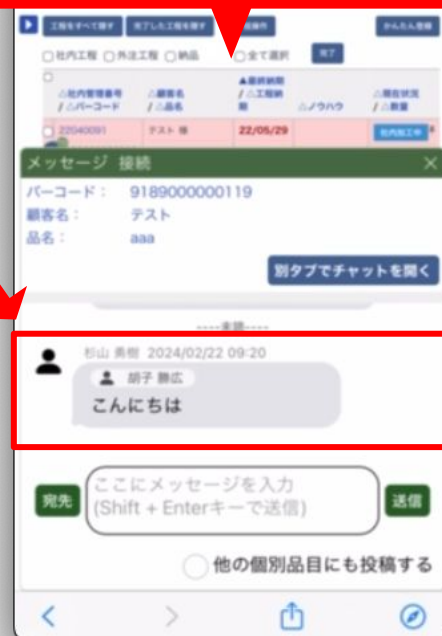 工程をすべて隠す 完了した工程を隠す かんたん登録
社内工程 外注工程 納品 全て選択 完了
△社内管理番号 △顧客名 ▲最終納期 △現在状況
/ △バーコード / △品名 / △工程納期 △ノウハウ / △数量
22040091 テスト 様 22/05/29 社内加工中
メッセージ 接続 ×
バーコード： 9189000000119
顧客名： テスト
品名： aaa
別タブでチャットを開く
----未読----
杉山 勇樹 2024/02/22 09:20
胡子 勝広
こんにちは
宛先 ここにメッセージを入力 送信
(Shift + Enterキーで送信)
他の個別品目にも投稿する